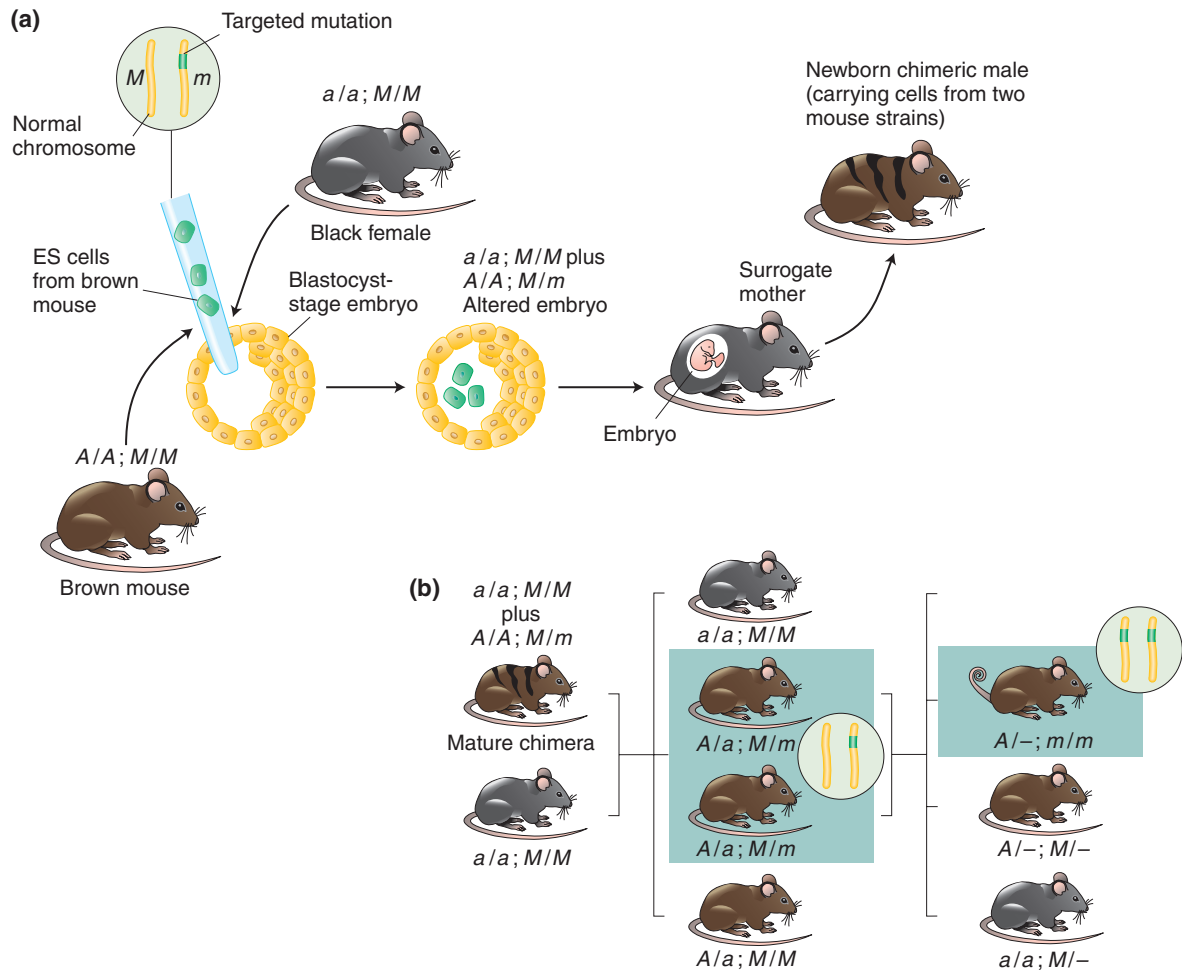 (a)
Targeted mutation
M
m
Normal
chromosome
a/a; M/M
Black female
Newborn chimeric male
(carrying cells from two
mouse strains)
ES cells
from brown
mouse
Blastocyst-
stage embryo
a/a; M/M plus
A/A; M/m
Altered embryo
Surrogate
mother
Embryo
A/A; M/M
Brown mouse
(b)
a/a; M/M
plus
A/A; M/m
Mature chimera
a/a; M/M
a/a; M/M
A/a; M/m
A/a; M/m
A/a; M/M
A/–; m/m
A/–; M/–
a/a; M/–